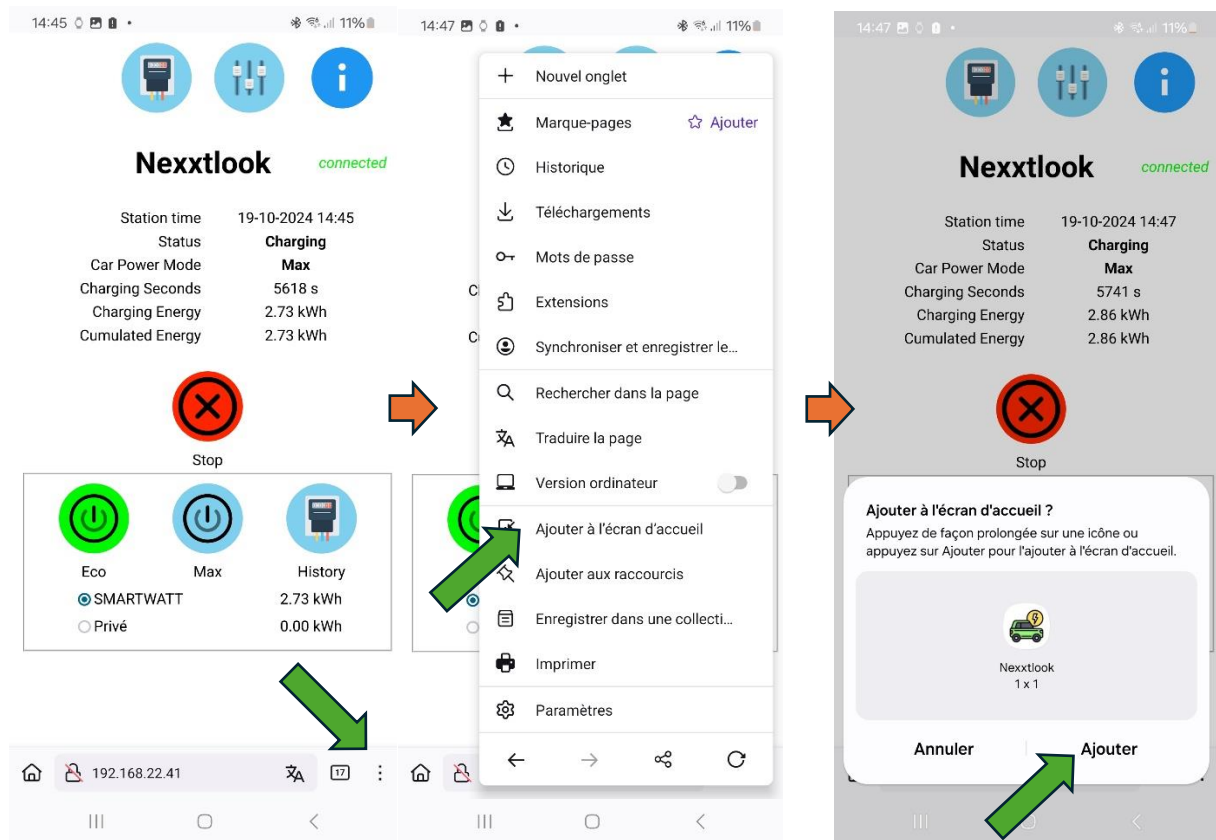 14:45
11%
Nexxtlook
connected
Station time 19-10-2024 14:45
Status Charging
Car Power Mode Max
Charging Seconds 5618 s
Charging Energy 2.73 kWh
Cumulated Energy 2.73 kWh
Stop
Eco Max History
SMARTWATT 2.73 kWh
Privé 0.00 kWh
192.168.22.41
17
14:47
11%
Nouvel onglet
Marque-pages Ajouter
Historique
Téléchargements
Mots de passe
C
Extensions
C
Synchroniser et enregistrer le...
Rechercher dans la page
Traduire la page
Version ordinateur
Ajouter à l'écran d'accueil
Ajouter aux raccourcis
Enregistrer dans une collecti...
Imprimer
Paramètres
14:47
11%
Nexxtlook
connected
Station time 19-10-2024 14:47
Status Charging
Car Power Mode Max
Charging Seconds 5741 s
Charging Energy 2.86 kWh
Cumulated Energy 2.86 kWh
Stop
Ajouter à l'écran d'accueil ?
Appuyez de façon prolongée sur une icône ou
appuyez sur Ajouter pour l'ajouter à l'écran d'accueil.
Nexxtlook
1 x 1
Annuler Ajouter